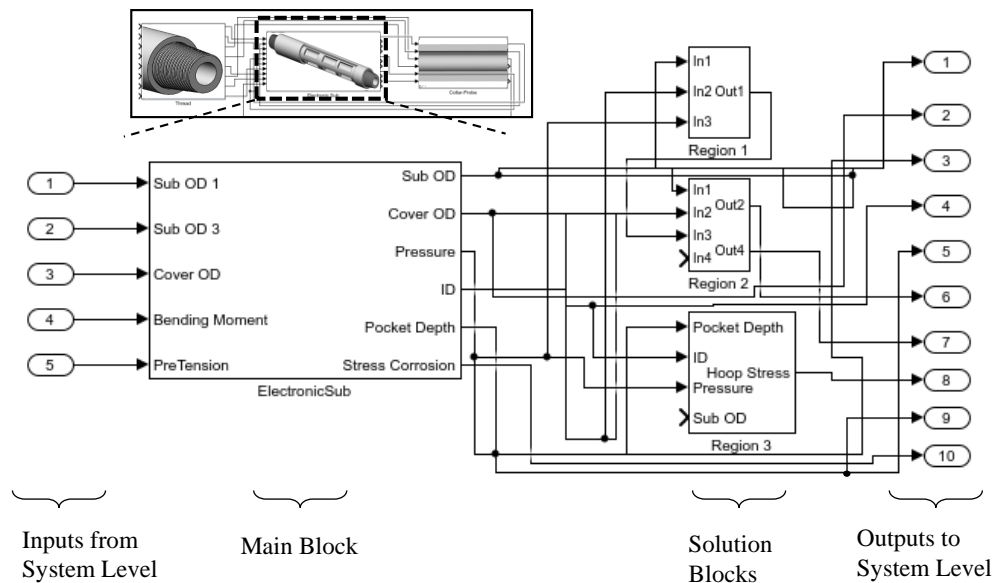 Thread
Collar-Probe
In1
In2 Out1
In3
Region 1
In1
Out2
In2
In3
Out4
In4
Region 2
Pocket Depth
ID
Hoop Stress
Pressure
Sub OD
Region 3
1
2
3
4
5
Sub OD 1
Sub OD 3
Cover OD
Bending Moment
PreTension
Sub OD
Cover OD
Pressure
ID
Pocket Depth
Stress Corrosion
ElectronicSub
1
2
3
4
5
6
7
8
9
10
Inputs from
System Level
Main Block
Solution
Blocks
Outputs to
System Level